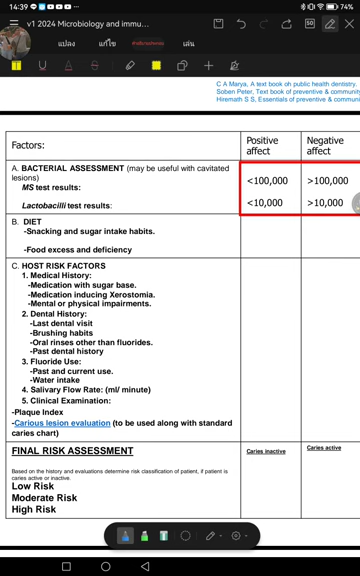 14:39
74%
v1 2024 Microbiology and immu...
50
แปลง
แก้ไข
เล่น
C A Marya, A text book oh public health dentistry.
Soben Peter, Text book of preventive & community
Hiremath S S, Essentials of preventive & communi
Factors:
Positive affect
Negative affect
A. BACTERIAL ASSESSMENT (may be useful with cavitated
lesions)
MS test results:
<100,000
>100,000
Lactobacilli test results:
<10,000
>10,000
B. DIET
-Snacking and sugar intake habits.
-Food excess and deficiency
C. HOST RISK FACTORS
1. Medical History:
-Medication with sugar base.
-Medication inducing Xerostomia.
-Mental or physical impairments.
2. Dental History:
-Last dental visit
-Brushing habits
-Oral rinses other than fluorides.
-Past dental history
3. Fluoride Use:
-Past and current use.
-Water intake
4. Salivary Flow Rate: (ml/ minute)
5. Clinical Examination:
-Plaque Index
-Carious lesion evaluation (to be used along with standard
caries chart)
FINAL RISK ASSESSMENT
Caries inactive
Caries active
Based on the history and evaluations determine risk classification of patient, if patient is
caries active or inactive.
Low Risk
Moderate Risk
High Risk